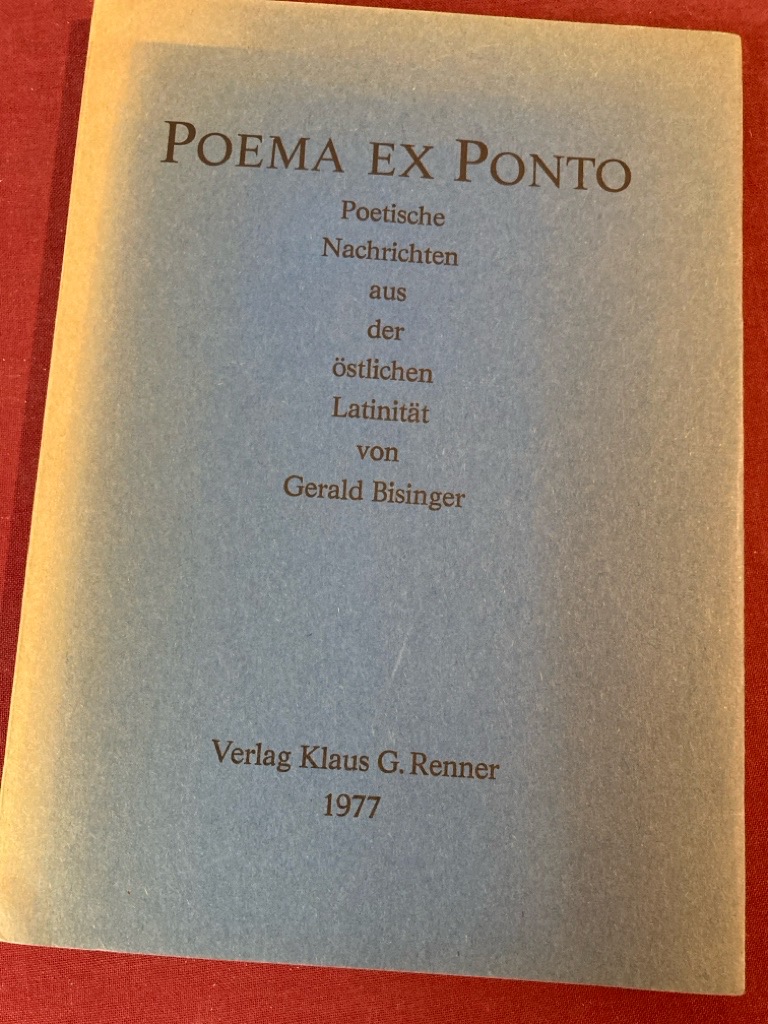 POEMA EX PONTO
Poetische
Nachrichten
aus
der
östlichen
Latinität
von
Gerald Bisinger
Verlag Klaus G. Renner
1977